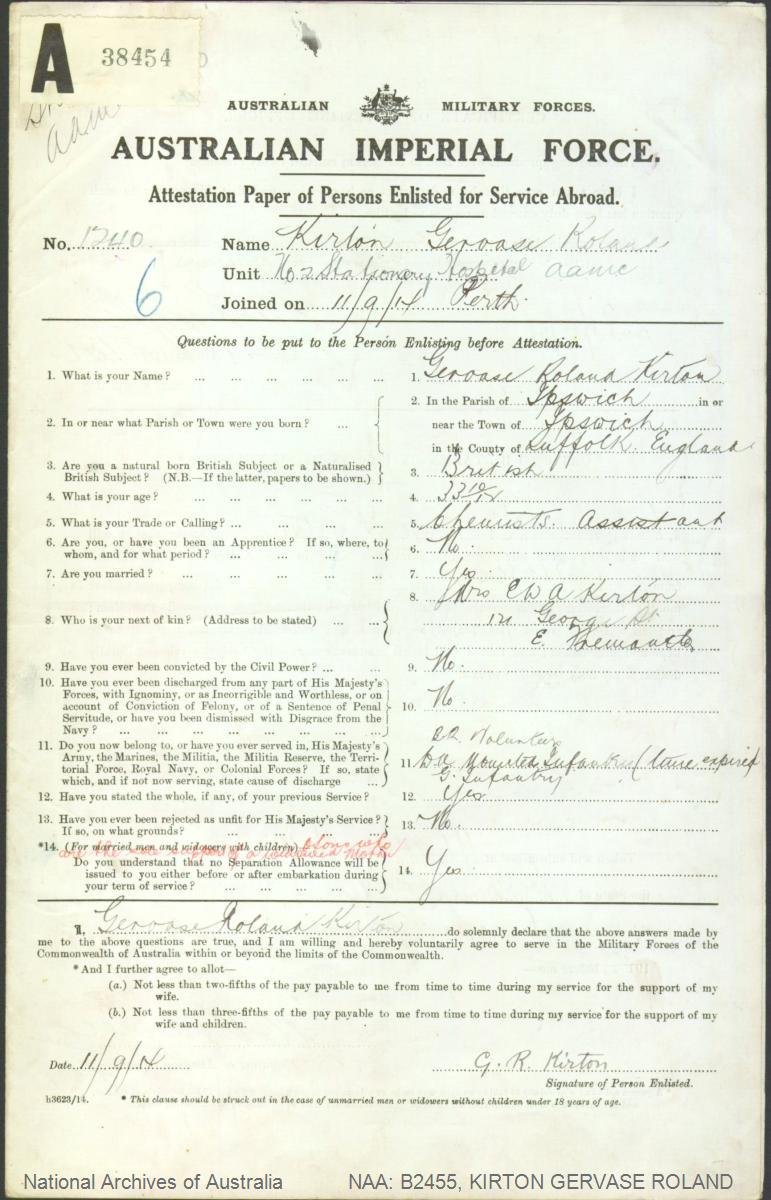 A 38454
aamc
AUSTRALIAN MILITARY FORCES.
AUSTRALIAN IMPERIAL FORCE.
Attestation Paper of Persons Enlisted for Service Abroad.
No. 1240 Name Kirton Gervase Roland
6 Unit No 2 Stationery Hospital aamc
Joined on 11/9/14 Perth.
Questions to be put to the Person Enlisting before Attestation.
1. What is your Name? ... ... ... ... ... 1. Gervase Roland Kirton
2. In or near what Parish or Town were you born? ... 2. In the Parish of Ipswich in or
near the Town of Ipswich
in the County of Suffolk England
3. Are you a natural born British Subject or a Naturalised British Subject? (N.B.—If the latter, papers to be shown.) 3. British
4. What is your age? ... ... ... ... ... 4. 33 10/12
5. What is your Trade or Calling? ... ... ... ... 5. Chemists Assistant
6. Are you, or have you been an Apprentice? If so, where, to
whom, and for what period? ... ... ... ... 6. No.
7. Are you married? ... ... ... ... ... 7. Yes.
8. Who is your next of kin? (Address to be stated) ... ... 8. Mrs C W A Kirton
George St
E. Fremantle
9. Have you ever been convicted by the Civil Power? ... ... 9. No.
10. Have you ever been discharged from any part of His Majesty's
Forces, with Ignominy, or as Incorrigible and Worthless, or on
account of Conviction of Felony, or of a Sentence of Penal
Servitude, or have you been dismissed with Disgrace from the
Navy? ... ... ... ... ... ... 10. No.
11. Do you now belong to, or have you ever served in, His Majesty's
Army, the Marines, the Militia, the Militia Reserve, the Terri-
torial Force, Royal Navy, or Colonial Forces? If so, state
which, and if not now serving, state cause of discharge ... 11. Volunteers
Mounted Infantry (time expired
G. Infantry
12. Have you stated the whole, if any, of your previous Service? 12. Yes
13. Have you ever been rejected as unfit for His Majesty's Service?
If so, on what grounds? ... ... ... ... 13. No.
*14. (For married men and widowers with children) & Sons who
are the sole support of a widowed Mother)
Do you understand that no Separation Allowance will be
issued to you either before or after embarkation during
your term of service? ... ... ... ... ... 14. Yes.
I, Gervase Roland Kirton do solemnly declare that the above answers made by
me to the above questions are true, and I am willing and hereby voluntarily agree to serve in the Military Forces of the
Commonwealth of Australia within or beyond the limits of the Commonwealth.
* And I further agree to allot—
(a.) Not less than two-fifths of the pay payable to me from time to time during my service for the support of my
wife.
(b.) Not less than three-fifths of the pay payable to me from time to time during my service for the support of my
wife and children.
Date 11/9/14 G. R. Kirton
Signature of Person Enlisted.
h3623/14. * This clause should be struck out in the case of unmarried men or widowers without children under 18 years of age.
National Archives of Australia NAA: B2455, KIRTON GERVASE ROLAND